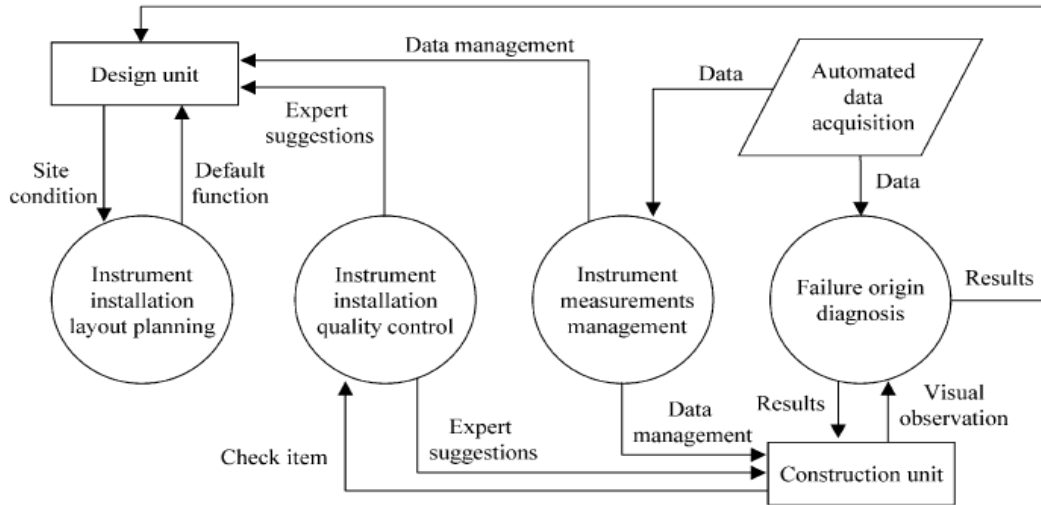 Design unit
Data management
Expert
suggestions
Data
Automated
data
acquisition
Site
condition
Default
function
Data
Instrument
installation
layout planning
Instrument
installation
quality control
Instrument
measurements
management
Failure origin
diagnosis
Results
Check item
Expert
suggestions
Data
management
Results
Visual
observation
Construction unit